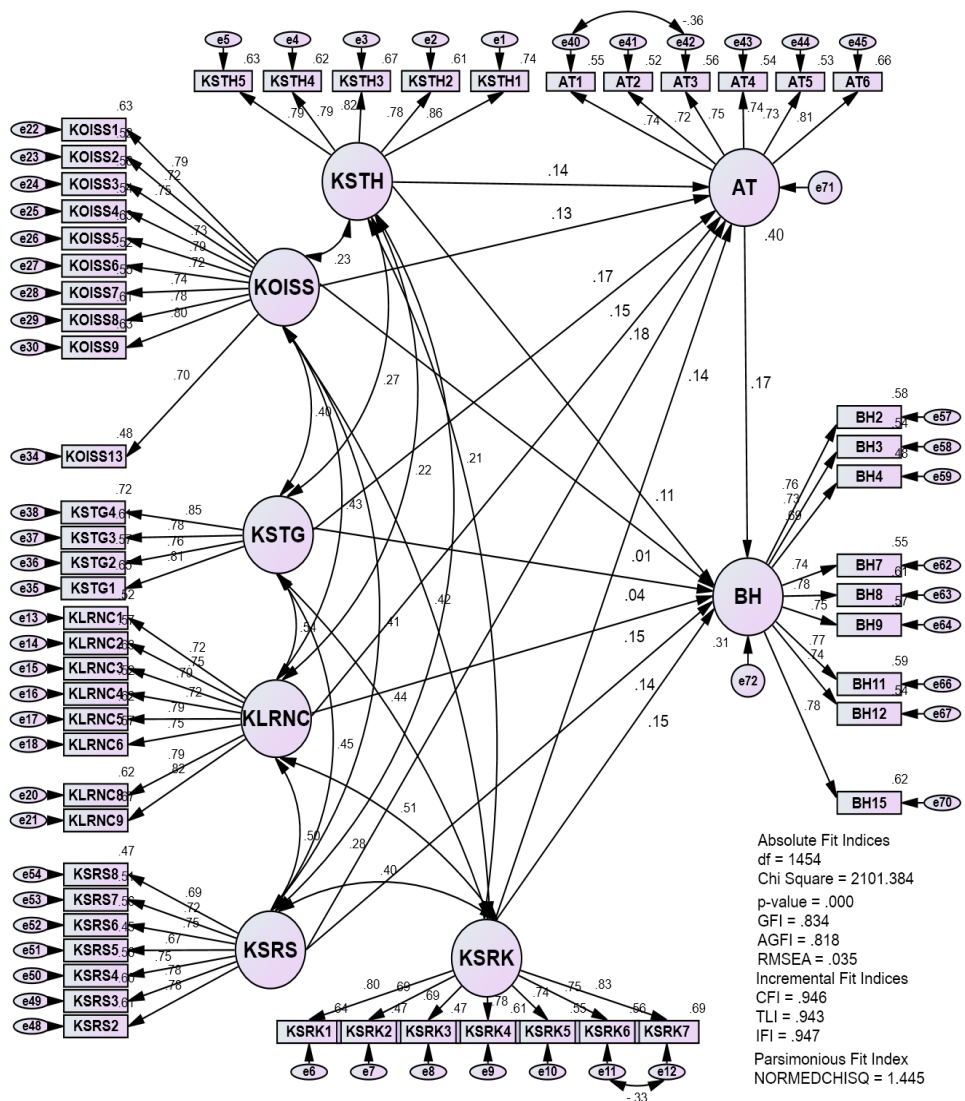 e5 e4 e3 e2 e1 e40 e41 e42 e43 e44 e45
-.36
.63 .62 .67 .61 .74 .55 .52 .56 .54 .53 .66
KSTH5 KSTH4 KSTH3 KSTH2 KSTH1 AT1 AT2 AT3 AT4 AT5 AT6
.79 .79 .82 .78 .86 .74 .72 .75 .74 .73 .81
.63
e22 KOISS1
e23 KOISS2
e24 KOISS3
e25 KOISS4
e26 KOISS5
e27 KOISS6
e28 KOISS7
e29 KOISS8
e30 KOISS9
.79
.72
.75
.73
.79
.72
.74
.78
.80
.70
.48
e34 KOISS13
KSTH
AT
e71
.40
KOISS
.23
.14
.13
.17
.15
.18
.14
.17
.27
.40
.22
.21
.43
.11
.01
.04
.15
.14
.15
.42
.41
.44
.54
.45
.51
.50
.28
.40
.72
e38 KSTG4
e37 KSTG3
e36 KSTG2
e35 KSTG1
.85
.78
.76
.81
KSTG
.52
e13 KLRNC1
e14 KLRNC2
e15 KLRNC3
e16 KLRNC4
e17 KLRNC5
e18 KLRNC6
.72
.75
.79
.72
.79
.75
.79
.82
.62
e20 KLRNC8
e21 KLRNC9
KLRNC
.47
e54 KSRS8
e53 KSRS7
e52 KSRS6
e51 KSRS5
e50 KSRS4
e49 KSRS3
e48 KSRS2
.69
.72
.75
.67
.75
.78
.78
KSRS
KSRK
.80 .69 .69 .78 .74 .75 .83
.64 .47 .47 .61 .55 .56 .69
KSRK1 KSRK2 KSRK3 KSRK4 KSRK5 KSRK6 KSRK7
e6 e7 e8 e9 e10 e11 e12
-.33
BH
.31
e72
.58
BH2 e57
.54
BH3 e58
.48
BH4 e59
.76
.73
.69
.55
BH7 e62
.61
BH8 e63
.57
BH9 e64
.74
.78
.75
.77
.74
.78
.59
BH11 e66
.54
BH12 e67
.62
BH15 e70
Absolute Fit Indices
df = 1454
Chi Square = 2101.384
p-value = .000
GFI = .834
AGFI = .818
RMSEA = .035
Incremental Fit Indices
CFI = .946
TLI = .943
IFI = .947
Parsimonious Fit Index
NORMEDCHISQ = 1.445